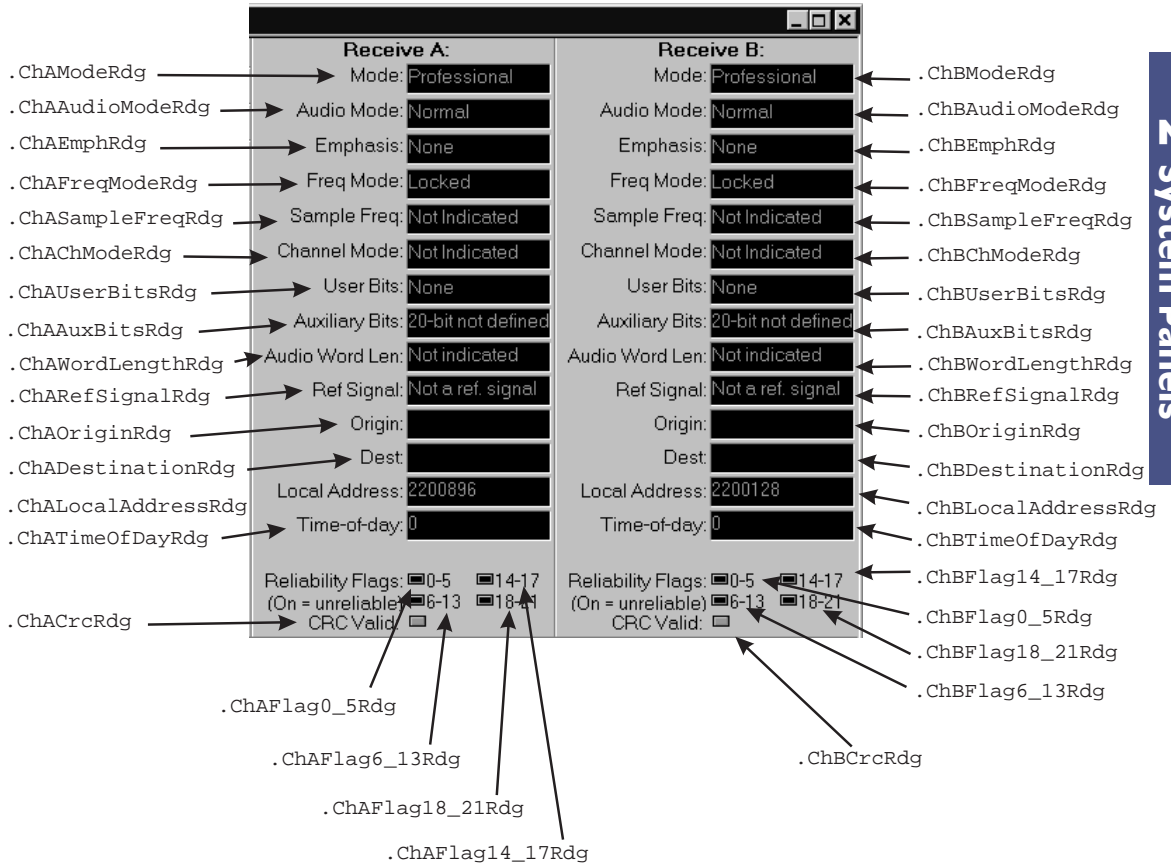 Receive A:
Mode: Professional
Audio Mode: Normal
Emphasis: None
Freq Mode: Locked
Sample Freq: Not Indicated
Channel Mode: Not Indicated
User Bits: None
Auxiliary Bits: 20-bit not defined
Audio Word Len: Not indicated
Ref Signal: Not a ref. signal
Origin:
Dest:
Local Address: 2200896
Time-of-day: 0
Reliability Flags: 0-5 14-17
(On = unreliable) 6-13 18-21
CRC Valid:
Receive B:
Mode: Professional
Audio Mode: Normal
Emphasis: None
Freq Mode: Locked
Sample Freq: Not Indicated
Channel Mode: Not Indicated
User Bits: None
Auxiliary Bits: 20-bit not defined
Audio Word Len: Not indicated
Ref Signal: Not a ref. signal
Origin:
Dest:
Local Address: 2200128
Time-of-day: 0
Reliability Flags: 0-5 14-17
(On = unreliable) 6-13 18-21
CRC Valid:
.ChAModeRdg
.ChAAudioModeRdg
.ChAEmphRdg
.ChAFreqModeRdg
.ChASampleFreqRdg
.ChAChModeRdg
.ChAUserBitsRdg
.ChAAuxBitsRdg
.ChAWordLengthRdg
.ChARefSignalRdg
.ChAOriginRdg
.ChADestinationRdg
.ChALocalAddressRdg
.ChATimeOfDayRdg
.ChACrcRdg
.ChAFlag0_5Rdg
.ChAFlag6_13Rdg
.ChAFlag18_21Rdg
.ChAFlag14_17Rdg
.ChBModeRdg
.ChBAudioModeRdg
.ChBEmphRdg
.ChBFreqModeRdg
.ChBSampleFreqRdg
.ChBChModeRdg
.ChBUserBitsRdg
.ChBAuxBitsRdg
.ChBWordLengthRdg
.ChBRefSignalRdg
.ChBOriginRdg
.ChBDestinationRdg
.ChBLocalAddressRdg
.ChBTimeOfDayRdg
.ChBFlag14_17Rdg
.ChBFlag0_5Rdg
.ChBFlag18_21Rdg
.ChBFlag6_13Rdg
.ChBCrcRdg
2 System Panels